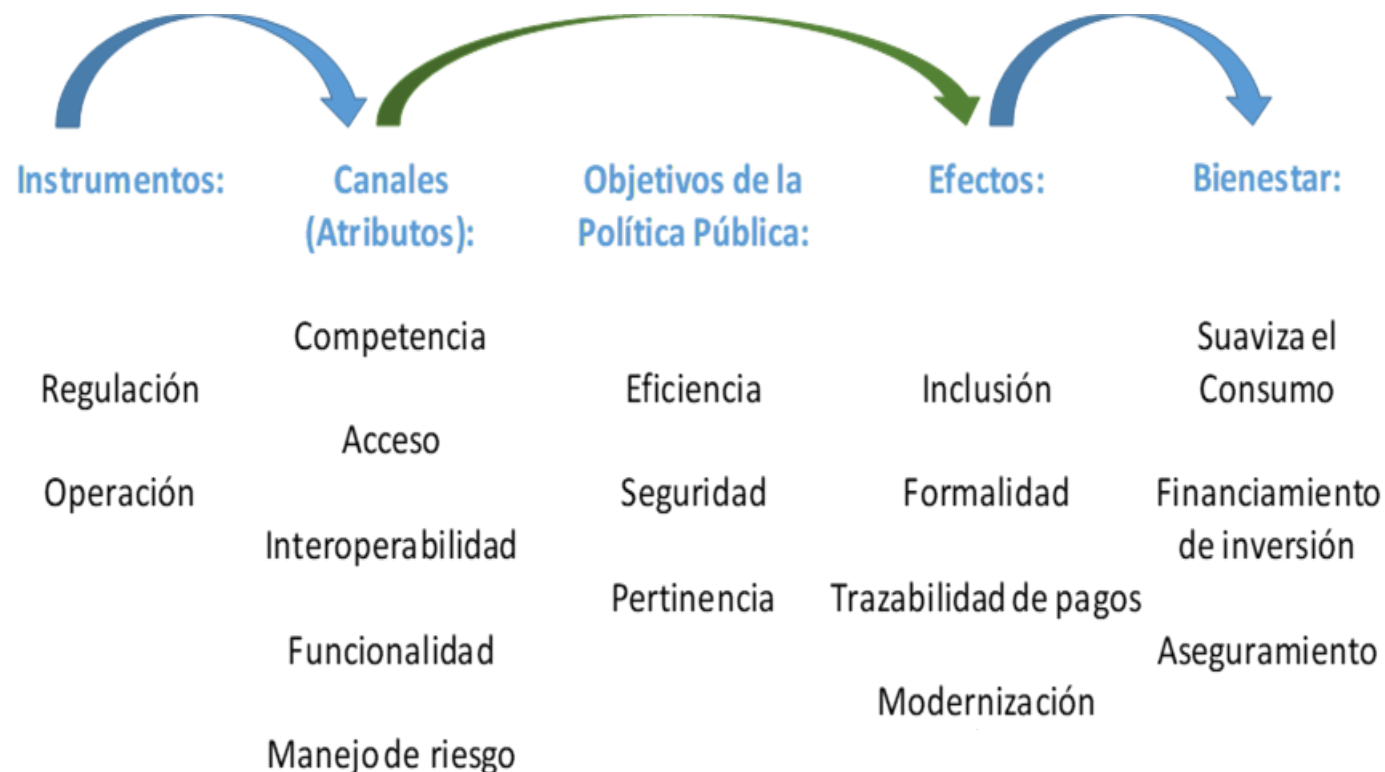 Instrumentos:
Regulación
Operación
Canales
(Atributos):
Competencia
Acceso
Interoperabilidad
Funcionalidad
Manejo de riesgo
Objetivos de la
Política Pública:
Eficiencia
Seguridad
Pertinencia
Efectos:
Inclusión
Formalidad
Trazabilidad de pagos
Modernización
Bienestar:
Suaviza el
Consumo
Financiamiento
de inversión
Aseguramiento